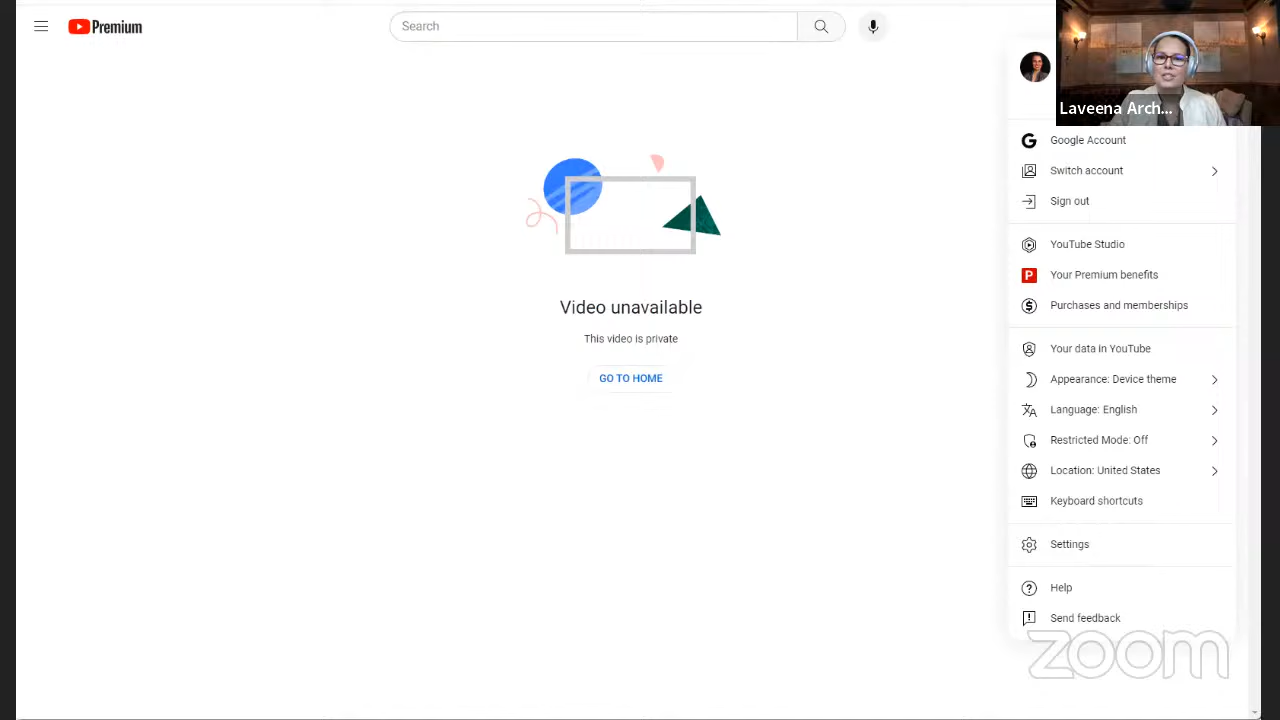 Premium
Search
Laveena Arch...
Google Account
Switch account
Sign out
YouTube Studio
P
Your Premium benefits
Purchases and memberships
Your data in YouTube
Appearance: Device theme
Language: English
Restricted Mode: Off
Location: United States
Keyboard shortcuts
Settings
Help
Send feedback
Video unavailable
This video is private
GO TO HOME
zoom